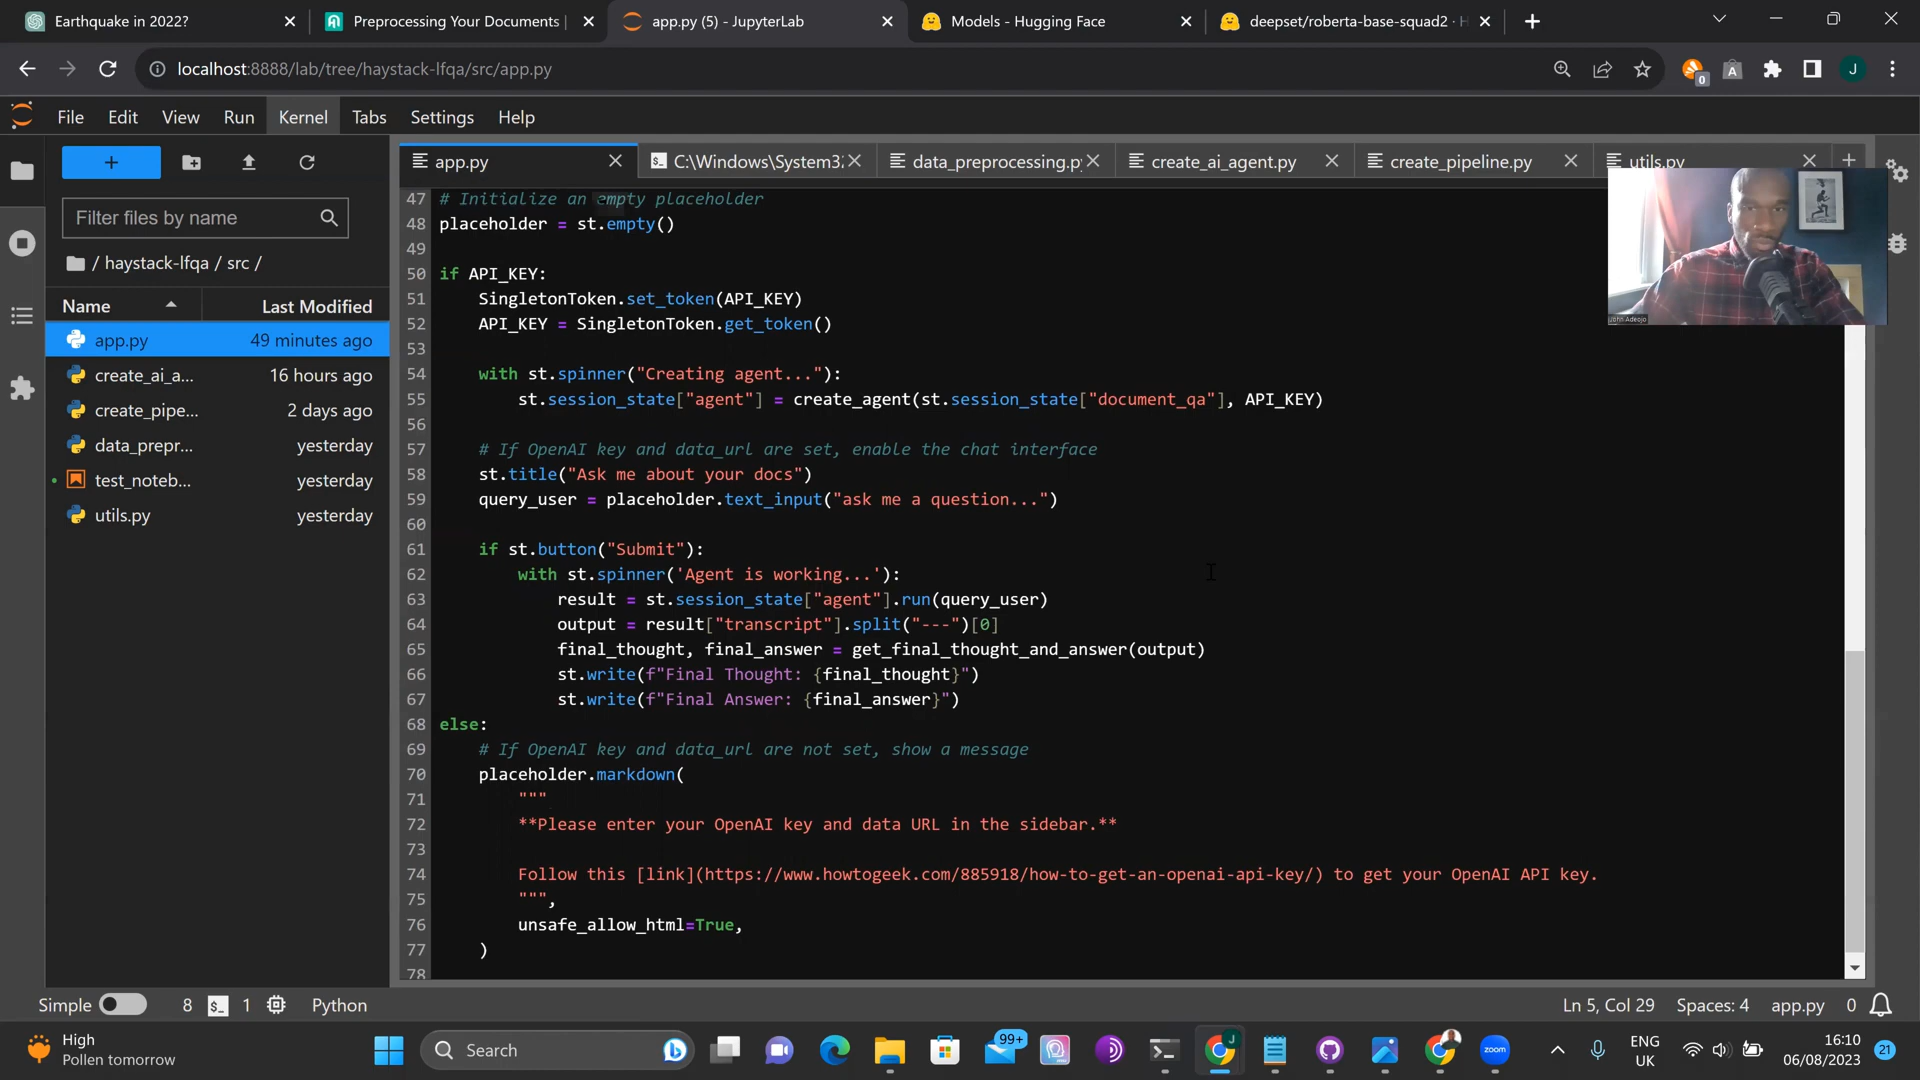 Earthquake in 2022?
Preprocessing Your Documents |
app.py (5) - JupyterLab
Models - Hugging Face
deepset/roberta-base-squad2 · H
localhost:8888/lab/tree/haystack-lfqa/src/app.py
0
A
J
File Edit View Run Kernel Tabs Settings Help
Filter files by name
/ haystack-lfqa / src /
Name Last Modified
app.py 49 minutes ago
create_ai_a... 16 hours ago
create_pipe... 2 days ago
data_prepr... yesterday
test_noteb... yesterday
utils.py yesterday
app.py
C:\Windows\System3
data_preprocessing.p
create_ai_agent.py
create_pipeline.py
utils.py
47 # Initialize an empty placeholder
48 placeholder = st.empty()
49
50 if API_KEY:
51 SingletonToken.set_token(API_KEY)
52 API_KEY = SingletonToken.get_token()
53
54 with st.spinner("Creating agent..."):
55 st.session_state["agent"] = create_agent(st.session_state["document_qa"], API_KEY)
56
57 # If OpenAI key and data_url are set, enable the chat interface
58 st.title("Ask me about your docs")
59 query_user = placeholder.text_input("ask me a question...")
60
61 if st.button("Submit"):
62 with st.spinner('Agent is working...'):
63 result = st.session_state["agent"].run(query_user)
64 output = result["transcript"].split("---")[0]
65 final_thought, final_answer = get_final_thought_and_answer(output)
66 st.write(f"Final Thought: {final_thought}")
67 st.write(f"Final Answer: {final_answer}")
68 else:
69 # If OpenAI key and data_url are not set, show a message
70 placeholder.markdown(
71 """
72 **Please enter your OpenAI key and data URL in the sidebar.**
73
74 Follow this [link](https://www.howtogeek.com/885918/how-to-get-an-openai-api-key/) to get your OpenAI API key.
75 """,
76 unsafe_allow_html=True,
77 )
78
John Adeojo
Simple 8 $_ 1 Python
Ln 5, Col 29 Spaces: 4 app.py 0
High
Pollen tomorrow
Search
99+
J
zoom
ENG
UK
16:10
06/08/2023
21